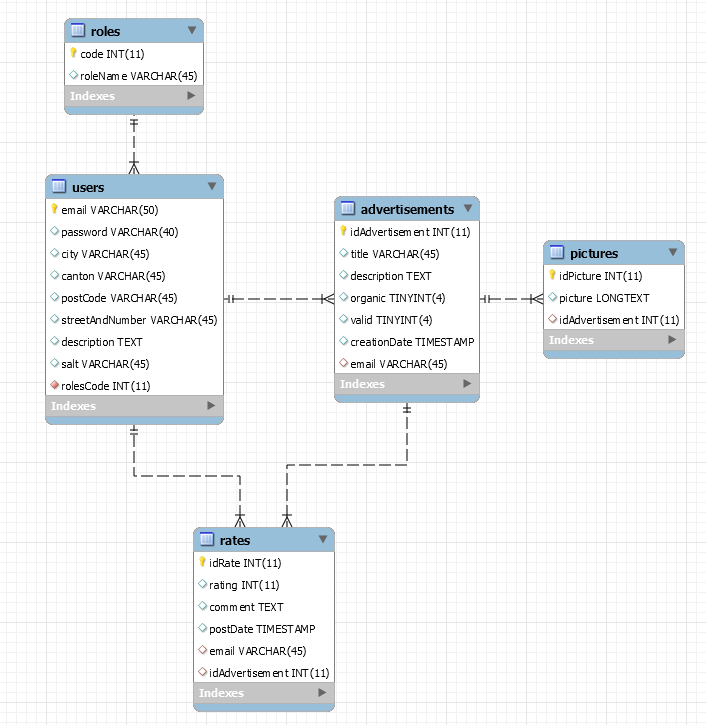 roles
code INT(11)
roleName VARCHAR(45)
Indexes
users
email VARCHAR(50)
password VARCHAR(40)
city VARCHAR(45)
canton VARCHAR(45)
postCode VARCHAR(45)
streetAndNumber VARCHAR(45)
description TEXT
salt VARCHAR(45)
rolesCode INT(11)
Indexes
advertisements
idAdvertisement INT(11)
title VARCHAR(45)
description TEXT
organic TINYINT(4)
valid TINYINT(4)
creationDate TIMESTAMP
email VARCHAR(45)
Indexes
pictures
idPicture INT(11)
picture LONGTEXT
idAdvertisement INT(11)
Indexes
rates
idRate INT(11)
rating INT(11)
comment TEXT
postDate TIMESTAMP
email VARCHAR(45)
idAdvertisement INT(11)
Indexes